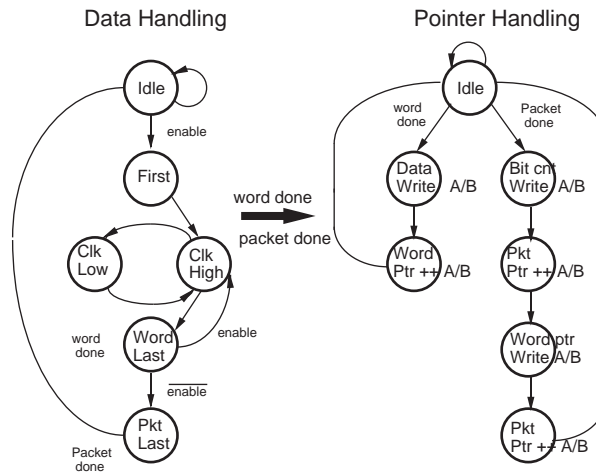 Data Handling
Idle
enable
First
Clk
Low
Clk
High
word
done
Word
Last
enable
enable
Pkt
Last
Packet
done
word done
packet done
Pointer Handling
Idle
word
done
Packet
done
Data
Write A/B
Bit cnt
Write A/B
Word
Ptr ++ A/B
Pkt
Ptr ++ A/B
Word ptr
Write A/B
Pkt
Ptr ++ A/B